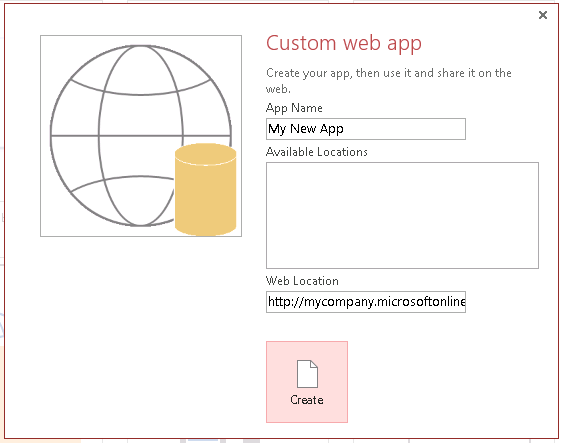 Custom web app
Create your app, then use it and share it on the
web.
App Name
My New App
Available Locations
Web Location
http://mycompany.microsoftonline
Create